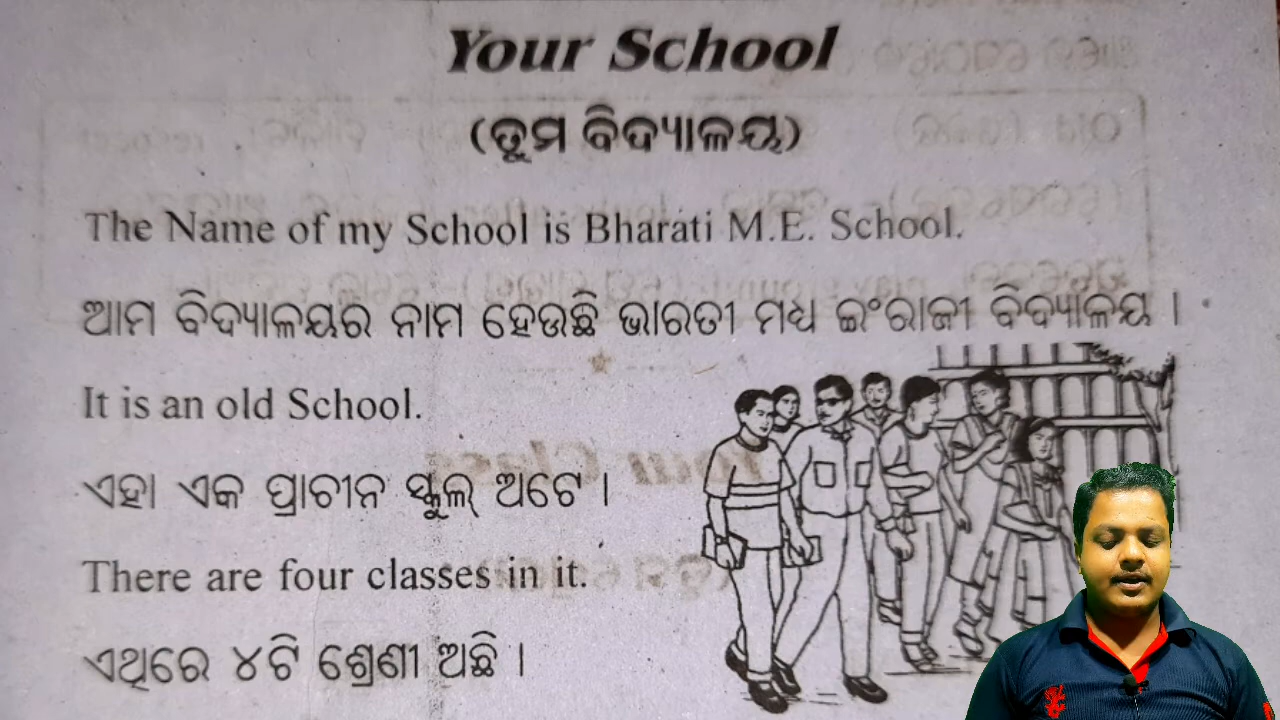 Your School
(ତୁମ ବିଦ୍ୟାଳୟ)
The Name of my School is Bharati M.E. School.
ଆମ ବିଦ୍ୟାଳୟର ନାମ ହେଉଛି ଭାରତୀ ମଧ୍ୟ ଇଂରାଜୀ ବିଦ୍ୟାଳୟ ।
It is an old School.
ଏହା ଏକ ପ୍ରାଚୀନ ସ୍କୁଲ୍ ଅଟେ ।
There are four classes in it.
ଏଥିରେ ୪ଟି ଶ୍ରେଣୀ ଅଛି ।